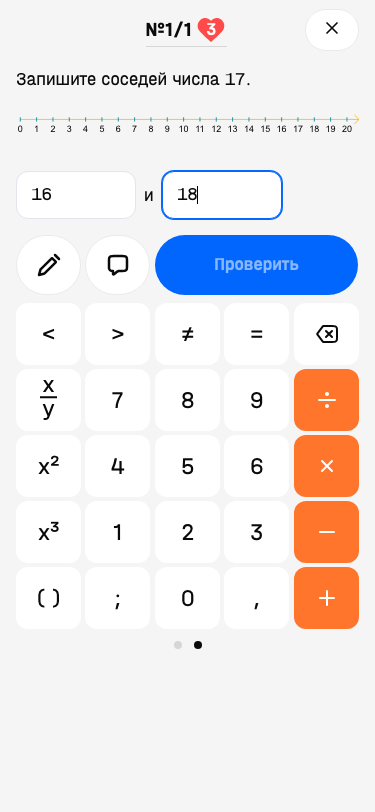 №1/1 3
Запишите соседей числа 17.
0 1 2 3 4 5 6 7 8 9 10 11 12 13 14 15 16 17 18 19 20
16 и 18
Проверить
< > ≠ =
x/y 7 8 9 ÷
x² 4 5 6 ×
x³ 1 2 3 −
( ) ; 0 , +